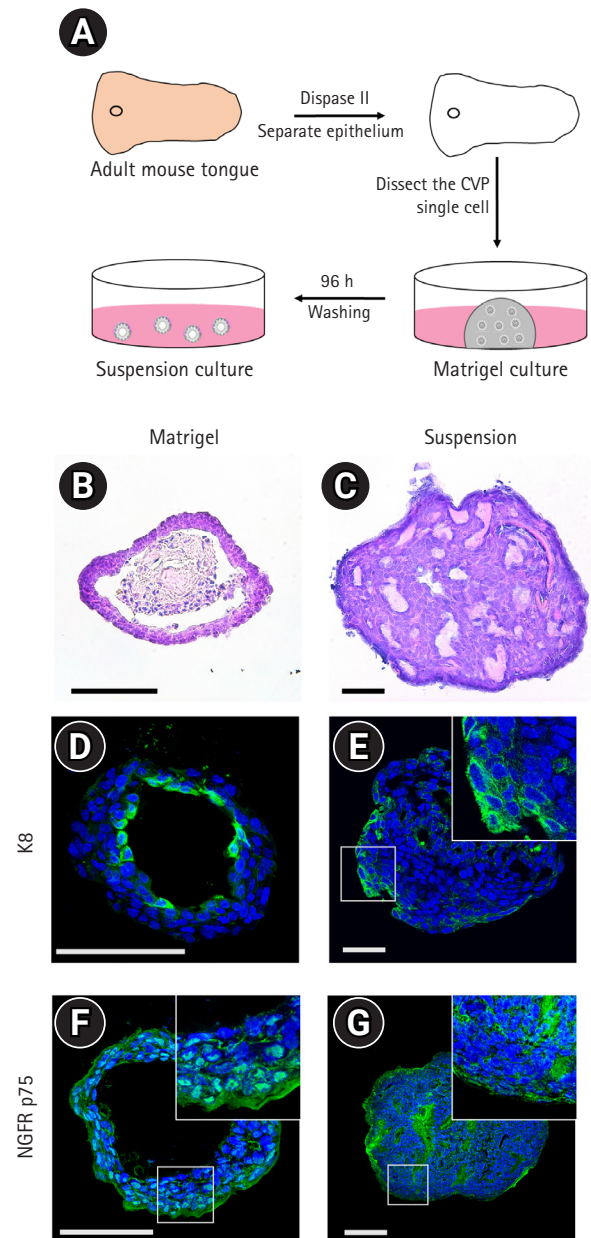 A
Dispase II
Separate epithelium
Adult mouse tongue
Dissect the CVP
single cell
96 h
Washing
Suspension culture
Matrigel culture
Matrigel
Suspension
B
C
K8
D
E
NGFR p75
F
G